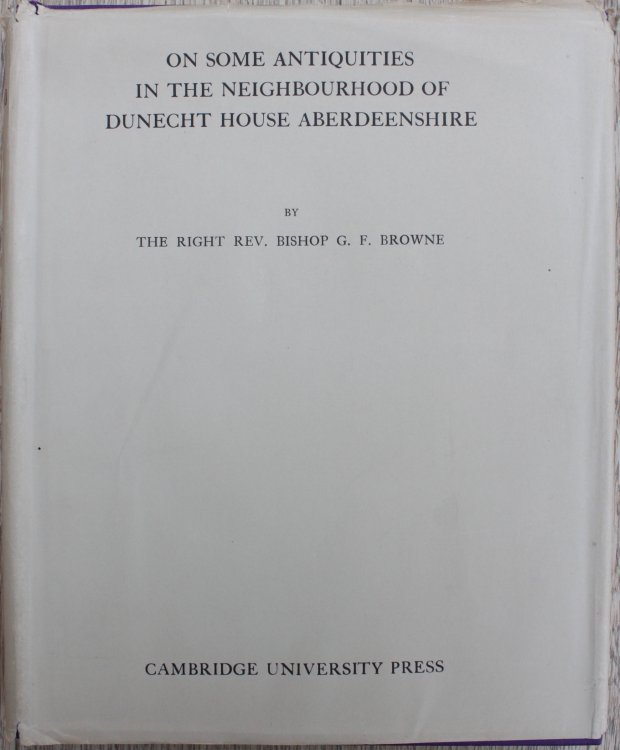 ON SOME ANTIQUITIES
IN THE NEIGHBOURHOOD OF
DUNECHT HOUSE ABERDEENSHIRE
BY
THE RIGHT REV. BISHOP G. F. BROWNE
CAMBRIDGE UNIVERSITY PRESS